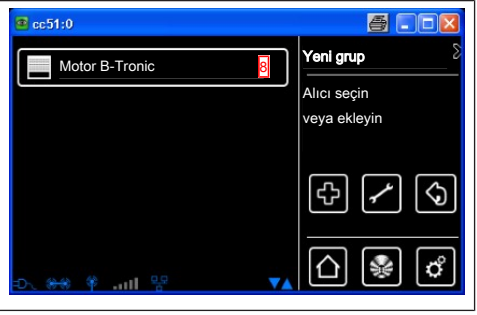 cc51:0
Motor B-Tronic 8
Yeni grup
Alıcı seçin
veya ekleyin